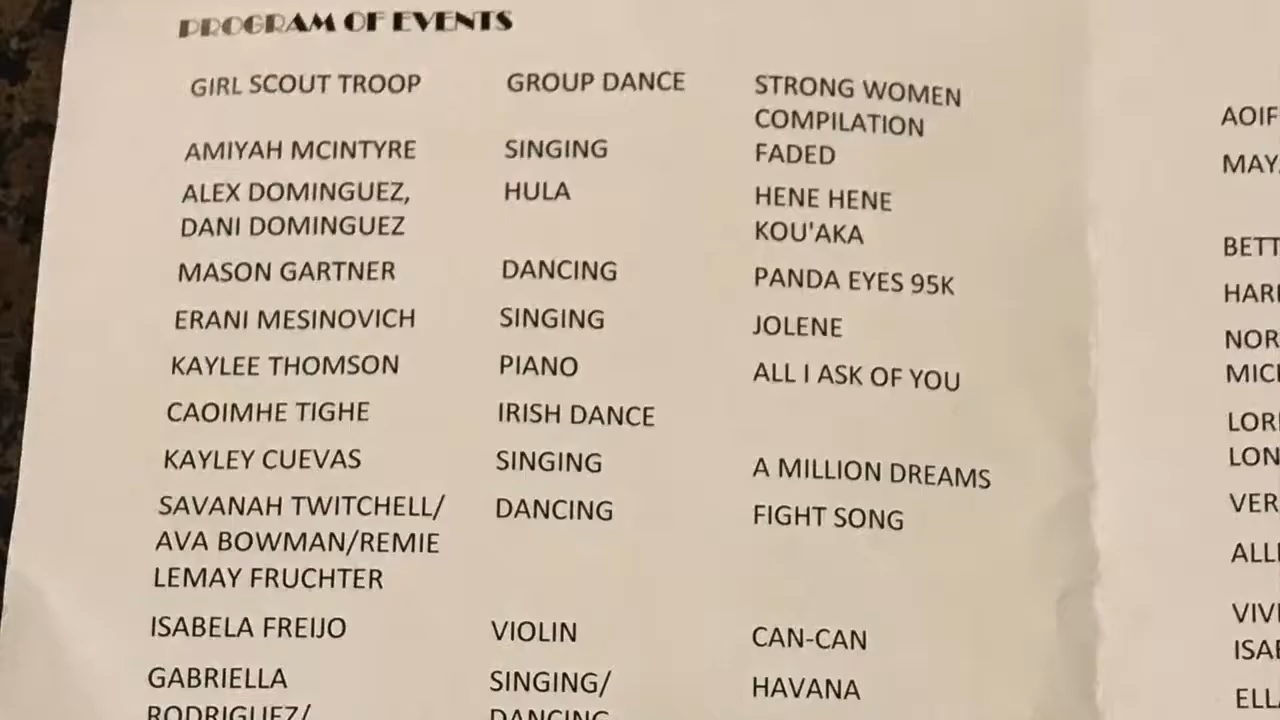 PROGRAM OF EVENTS
GIRL SCOUT TROOP GROUP DANCE STRONG WOMEN
COMPILATION
AMIYAH MCINTYRE SINGING FADED
ALEX DOMINGUEZ, HULA HENE HENE
DANI DOMINGUEZ KOU'AKA
MASON GARTNER DANCING PANDA EYES 95K
ERANI MESINOVICH SINGING JOLENE
KAYLEE THOMSON PIANO ALL I ASK OF YOU
CAOIMHE TIGHE IRISH DANCE
KAYLEY CUEVAS SINGING A MILLION DREAMS
SAVANAH TWITCHELL/ DANCING FIGHT SONG
AVA BOWMAN/REMIE
LEMAY FRUCHTER
ISABELA FREIJO VIOLIN CAN-CAN
GABRIELLA SINGING/ HAVANA
RODRIGUEZ/ DANCING